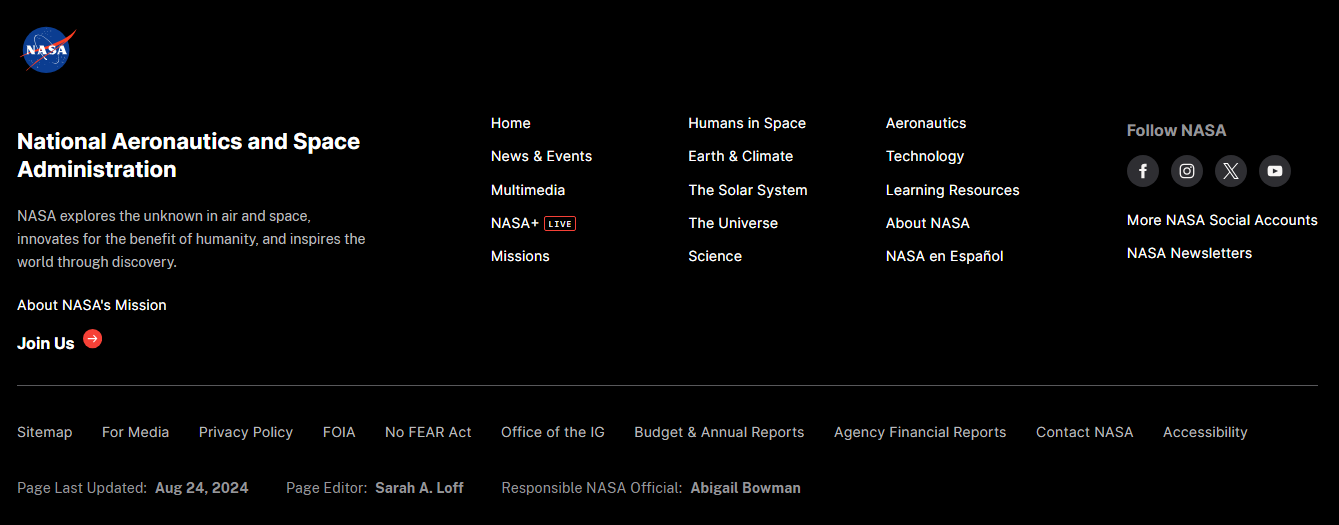 NASA
National Aeronautics and Space
Administration
NASA explores the unknown in air and space,
innovates for the benefit of humanity, and inspires the
world through discovery.
About NASA's Mission
Join Us
Home
News & Events
Multimedia
NASA+ LIVE
Missions
Humans in Space
Earth & Climate
The Solar System
The Universe
Science
Aeronautics
Technology
Learning Resources
About NASA
NASA en Español
Follow NASA
More NASA Social Accounts
NASA Newsletters
Sitemap For Media Privacy Policy FOIA No FEAR Act Office of the IG Budget & Annual Reports Agency Financial Reports Contact NASA Accessibility
Page Last Updated: Aug 24, 2024 Page Editor: Sarah A. Loff Responsible NASA Official: Abigail Bowman